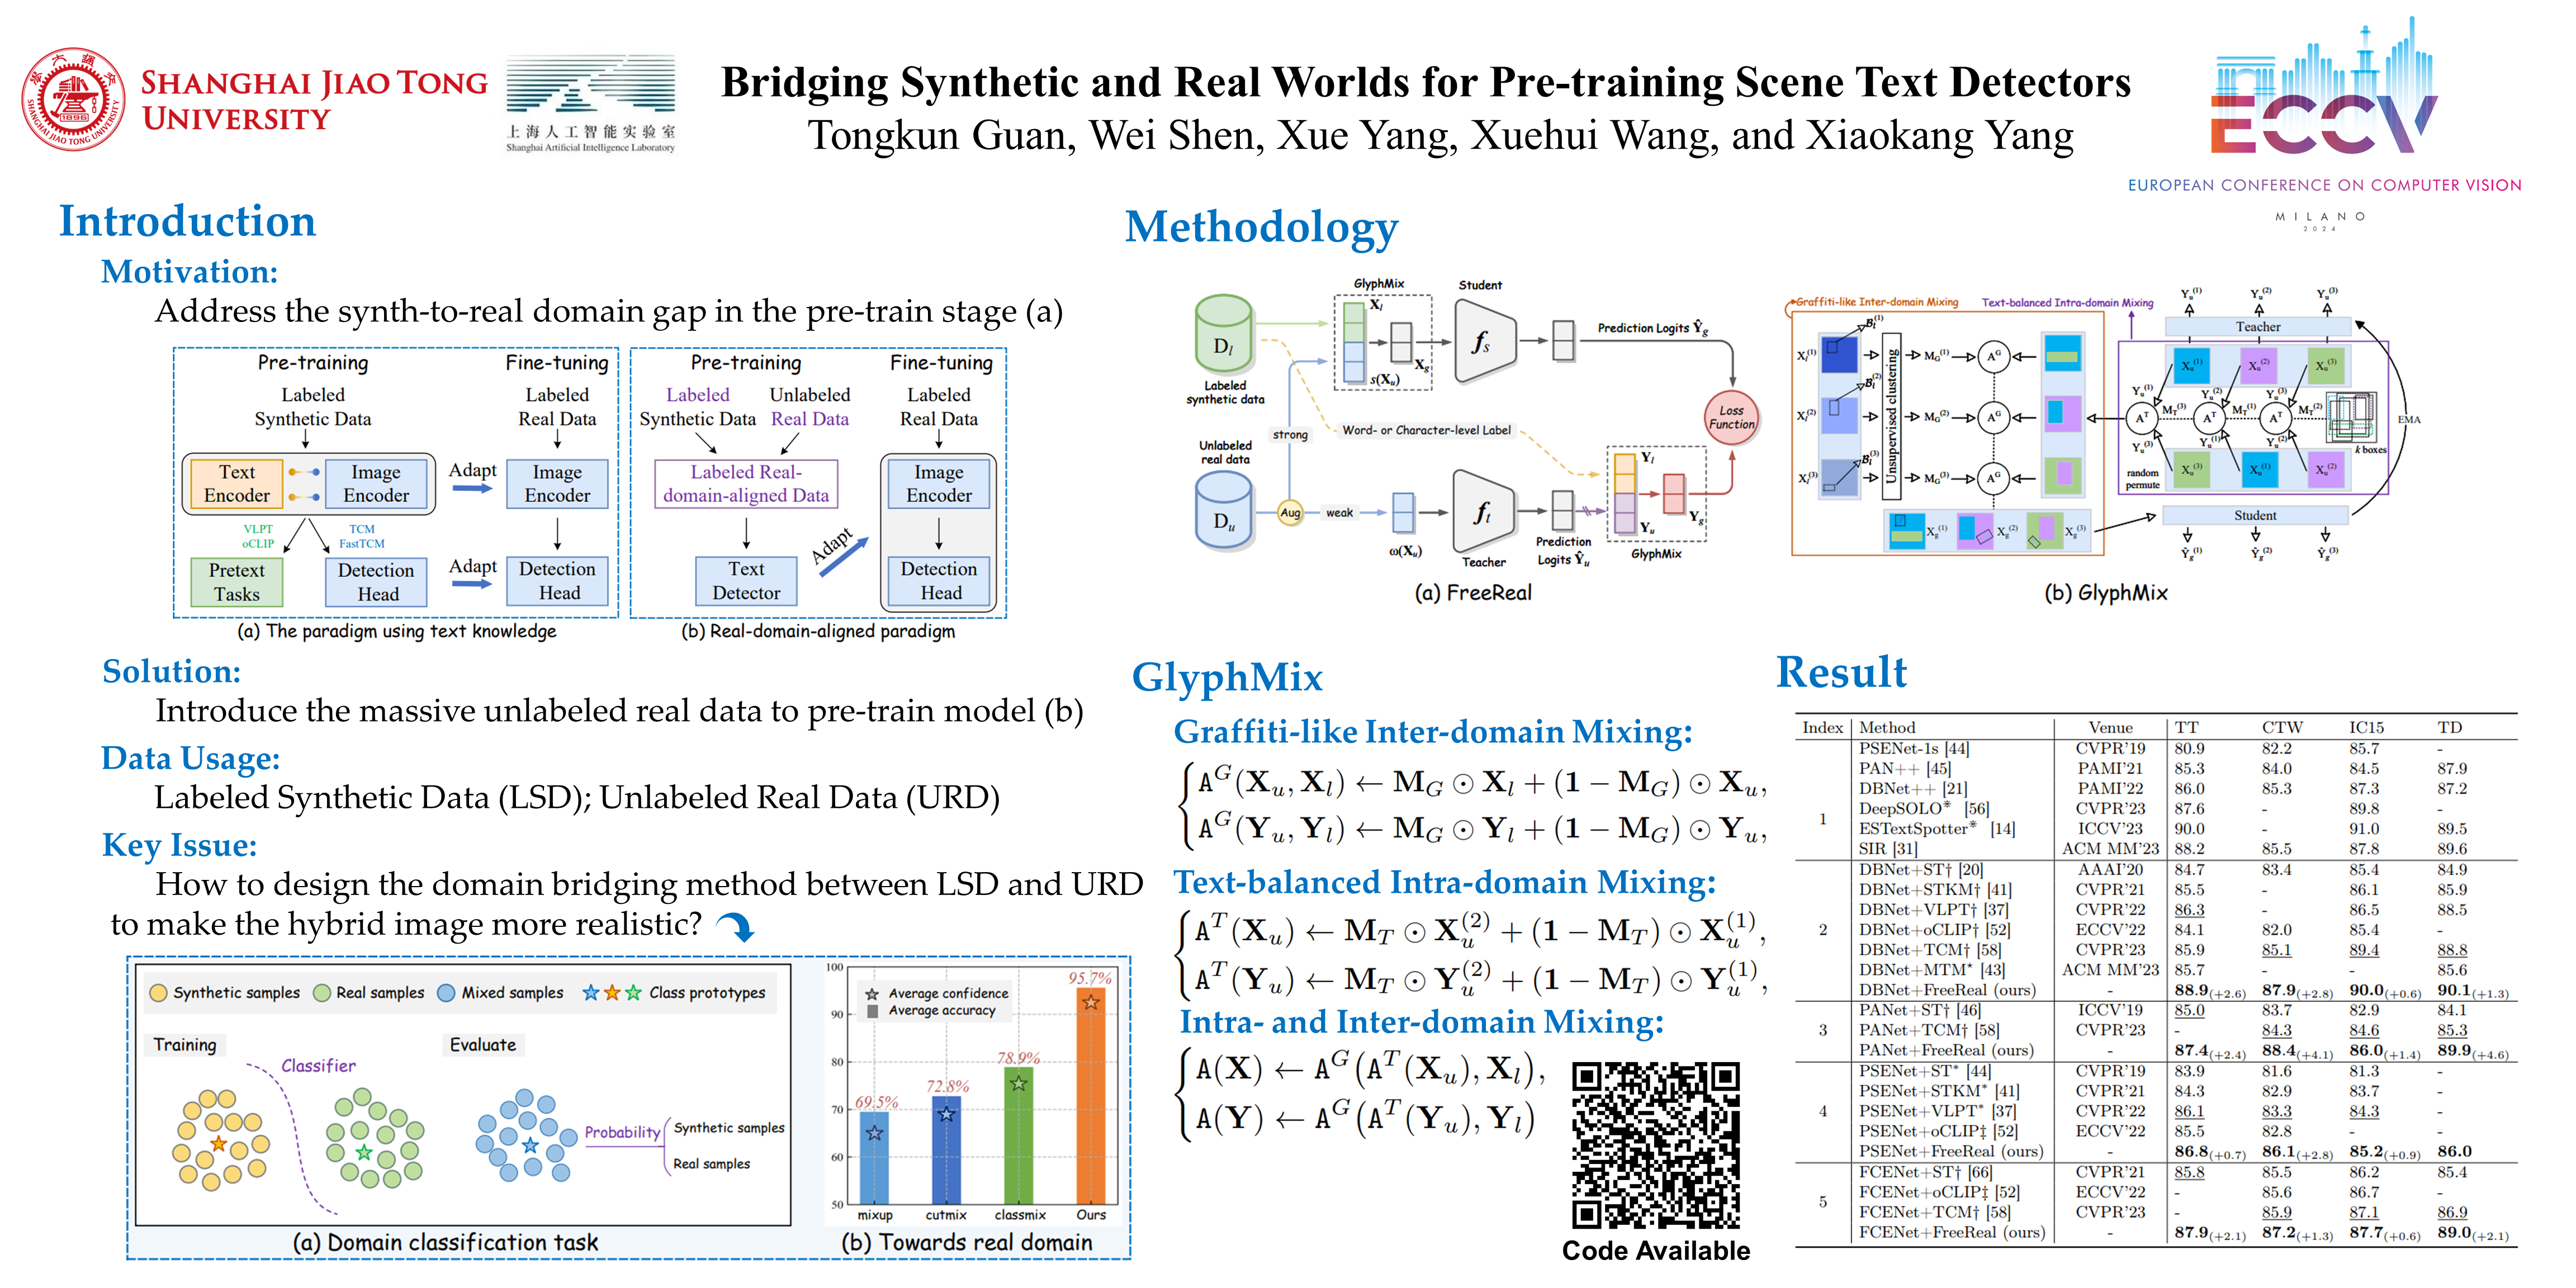 SHANGHAI JIAO TONG
UNIVERSITY
SHANGHAI JIAO TONG UNIVERSITY
1896
上海人工智能实验室
Shanghai Artificial Intelligence Laboratory
Bridging Synthetic and Real Worlds for Pre-training Scene Text Detectors
Tongkun Guan, Wei Shen, Xue Yang, Xuehui Wang, and Xiaokang Yang
ECCV
EUROPEAN CONFERENCE ON COMPUTER VISION
MILANO
2024
Introduction
Motivation:
Address the synth-to-real domain gap in the pre-train stage (a)
Pre-training Fine-tuning
Labeled Synthetic Data
Labeled Real Data
Text Encoder
Image Encoder
Adapt
Image Encoder
VLPT
oCLIP
TCM
FastTCM
Pretext Tasks
Detection Head
Adapt
Detection Head
(a) The paradigm using text knowledge
Pre-training Fine-tuning
Labeled Synthetic Data
Unlabeled Real Data
Labeled Real Data
Labeled Real-
domain-aligned Data
Image Encoder
Adapt
Text Detector
Detection Head
(b) Real-domain-aligned paradigm
Solution:
Introduce the massive unlabeled real data to pre-train model (b)
Data Usage:
Labeled Synthetic Data (LSD); Unlabeled Real Data (URD)
Key Issue:
How to design the domain bridging method between LSD and URD
to make the hybrid image more realistic?
Synthetic samples Real samples Mixed samples Class prototypes
Training
Classifier
Evaluate
Probability
Synthetic samples
Real samples
(a) Domain classification task
100
90
80
70
60
50
Average confidence
Average accuracy
69.5%
72.8%
78.9%
95.7%
mixup cutmix classmix Ours
(b) Towards real domain
Methodology
GlyphMix
Student
D_l
X_l
s(X_u)
X_g
f_s
Prediction Logits Ŷ_g
Labeled synthetic data
strong
Word- or Character-level Label
Loss Function
Unlabeled real data
D_u
Aug
weak
ω(X_u)
f_t
Teacher
Prediction Logits Ŷ_u
Y_l
Y_u
Y_g
GlyphMix
(a) FreeReal
Graffiti-like Inter-domain Mixing
Text-balanced Intra-domain Mixing
X_l^(1) B_l^(1) M_G^(1) A^G
X_l^(2) B_l^(2) M_G^(2) A^G
X_l^(3) B_l^(3) M_G^(3) A^G
Unsupervised clustering
X_g^(1) X_g^(2) X_g^(3)
Y_u^(1) Y_u^(2) Y_u^(3)
Teacher
X_u^(1) X_u^(2) X_u^(3)
Y_u^(1) Y_u^(2) Y_u^(3)
A^T M_T^(3) A^T M_T^(1) A^T M_T^(2)
Y_u^(3) Y_u^(1) Y_u^(2)
k boxes
EMA
random permute
X_u^(3) X_u^(1) X_u^(2)
Student
Ŷ_g^(1) Ŷ_g^(2) Ŷ_g^(3)
(b) GlyphMix
GlyphMix
Graffiti-like Inter-domain Mixing:
A^G(X_u, X_l) ← M_G ⊙ X_l + (1 − M_G) ⊙ X_u,
A^G(Y_u, Y_l) ← M_G ⊙ Y_l + (1 − M_G) ⊙ Y_u,
Text-balanced Intra-domain Mixing:
A^T(X_u) ← M_T ⊙ X_u^(2) + (1 − M_T) ⊙ X_u^(1),
A^T(Y_u) ← M_T ⊙ Y_u^(2) + (1 − M_T) ⊙ Y_u^(1),
Intra- and Inter-domain Mixing:
A(X) ← A^G(A^T(X_u), X_l),
A(Y) ← A^G(A^T(Y_u), Y_l)
Code Available
Result
Index Method Venue TT CTW IC15 TD
1
PSENet-1s [44] CVPR'19 80.9 82.2 85.7 -
PAN++ [45] PAMI'21 85.3 84.0 84.5 87.9
DBNet++ [21] PAMI'22 86.0 85.3 87.3 87.2
DeepSOLO※ [56] CVPR'23 87.6 - 89.8 -
ESTextSpotter※ [14] ICCV'23 90.0 - 91.0 89.5
SIR [31] ACM MM'23 88.2 85.5 87.8 89.6
2
DBNet+ST† [20] AAAI'20 84.7 83.4 85.4 84.9
DBNet+STKM† [41] CVPR'21 85.5 - 86.1 85.9
DBNet+VLPT† [37] CVPR'22 86.3 - 86.5 88.5
DBNet+oCLIP† [52] ECCV'22 84.1 82.0 85.4 -
DBNet+TCM† [58] CVPR'23 85.9 85.1 89.4 88.8
DBNet+MTM* [43] ACM MM'23 85.7 - - 85.6
DBNet+FreeReal (ours) - 88.9(+2.6) 87.9(+2.8) 90.0(+0.6) 90.1(+1.3)
3
PANet+ST† [46] ICCV'19 85.0 83.7 82.9 84.1
PANet+TCM† [58] CVPR'23 - 84.3 84.6 85.3
PANet+FreeReal (ours) - 87.4(+2.4) 88.4(+4.1) 86.0(+1.4) 89.9(+4.6)
4
PSENet+ST* [44] CVPR'19 83.9 81.6 81.3 -
PSENet+STKM* [41] CVPR'21 84.3 82.9 83.7 -
PSENet+VLPT* [37] CVPR'22 86.1 83.3 84.3 -
PSENet+oCLIP‡ [52] ECCV'22 85.5 82.8 - -
PSENet+FreeReal (ours) - 86.8(+0.7) 86.1(+2.8) 85.2(+0.9) 86.0
5
FCENet+ST† [66] CVPR'21 85.8 85.5 86.2 85.4
FCENet+oCLIP‡ [52] ECCV'22 - 85.6 86.7 -
FCENet+TCM† [58] CVPR'23 - 85.9 87.1 86.9
FCENet+FreeReal (ours) - 87.9(+2.1) 87.2(+1.3) 87.7(+0.6) 89.0(+2.1)